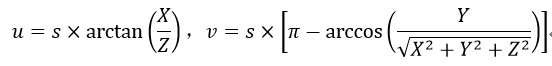 u = s × arctan(X/Z), v = s × [π − arccos(Y/√(X² + Y² + Z²))]